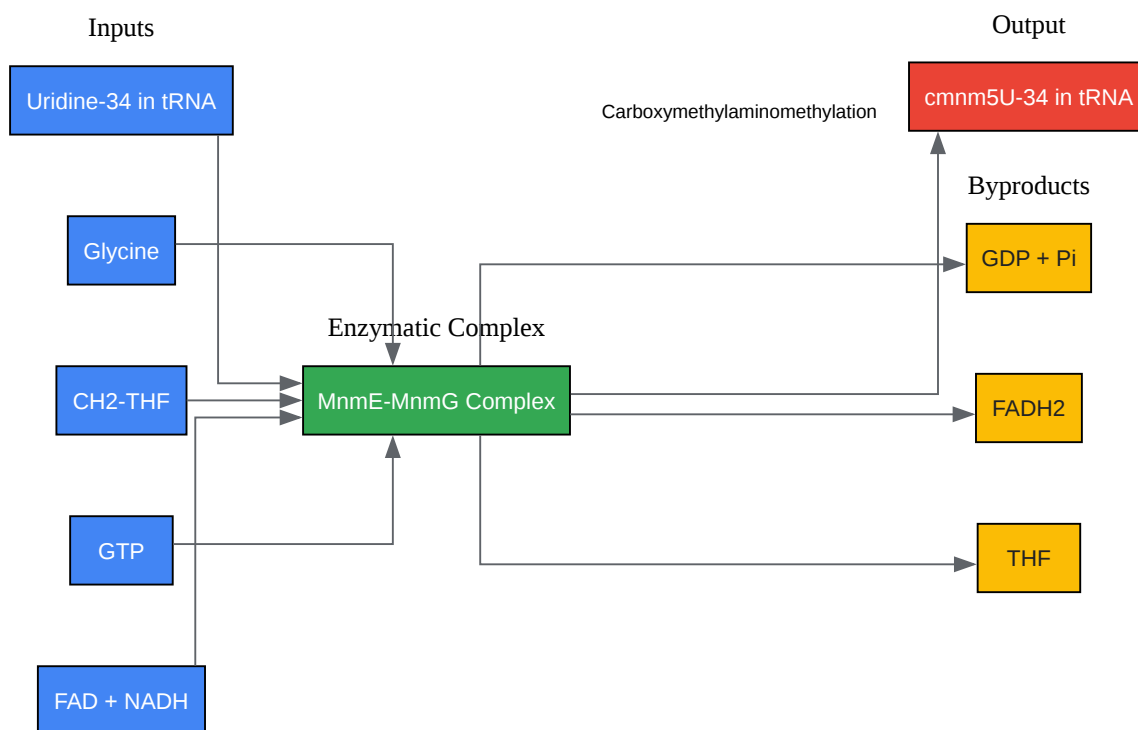 Inputs
Output
Uridine-34 in tRNA
Carboxymethylaminomethylation
cmnm5U-34 in tRNA
Byproducts
Glycine
GDP + Pi
Enzymatic Complex
CH2-THF
MnmE-MnmG Complex
FADH2
GTP
THF
FAD + NADH